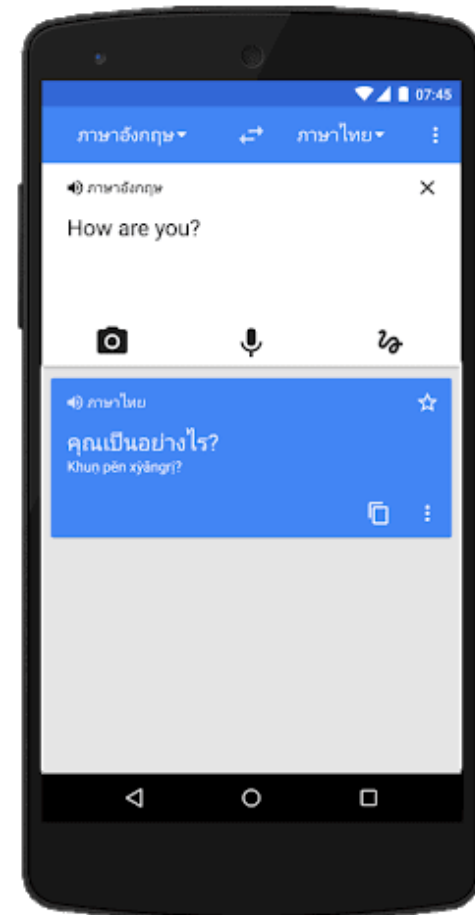 07:45
ภาษาอังกฤษ ภาษาไทย
ภาษาอังกฤษ
How are you?
ภาษาไทย
คุณเป็นอย่างไร?
Khuṇ pĕn xỳāngrị?